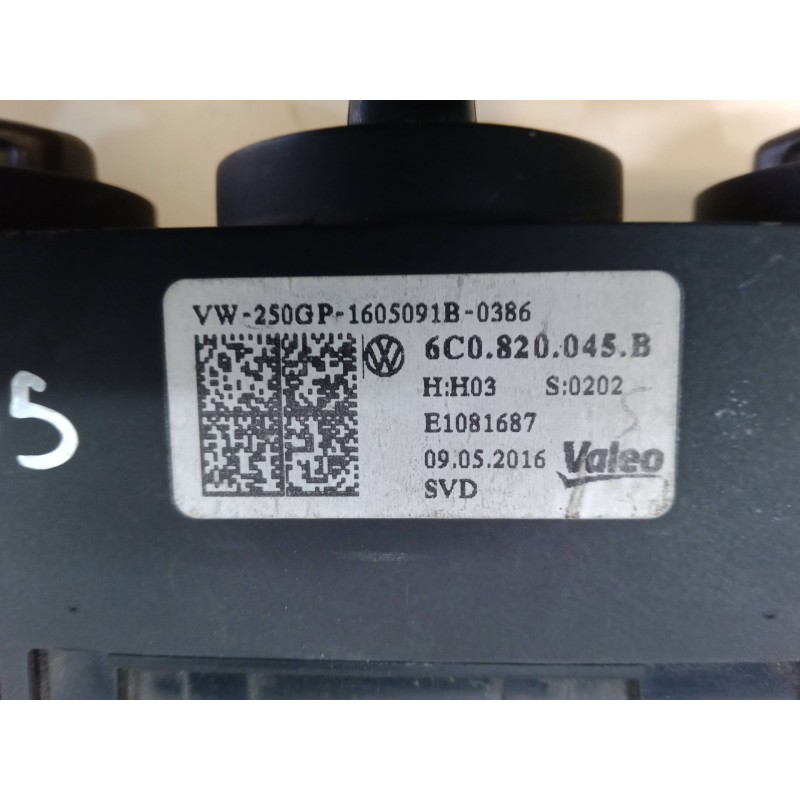 VW-250GP-1605091B-0386
6C0.820.045.B
H:H03 S:0202
E1081687
09.05.2016 Valeo
SVD
5